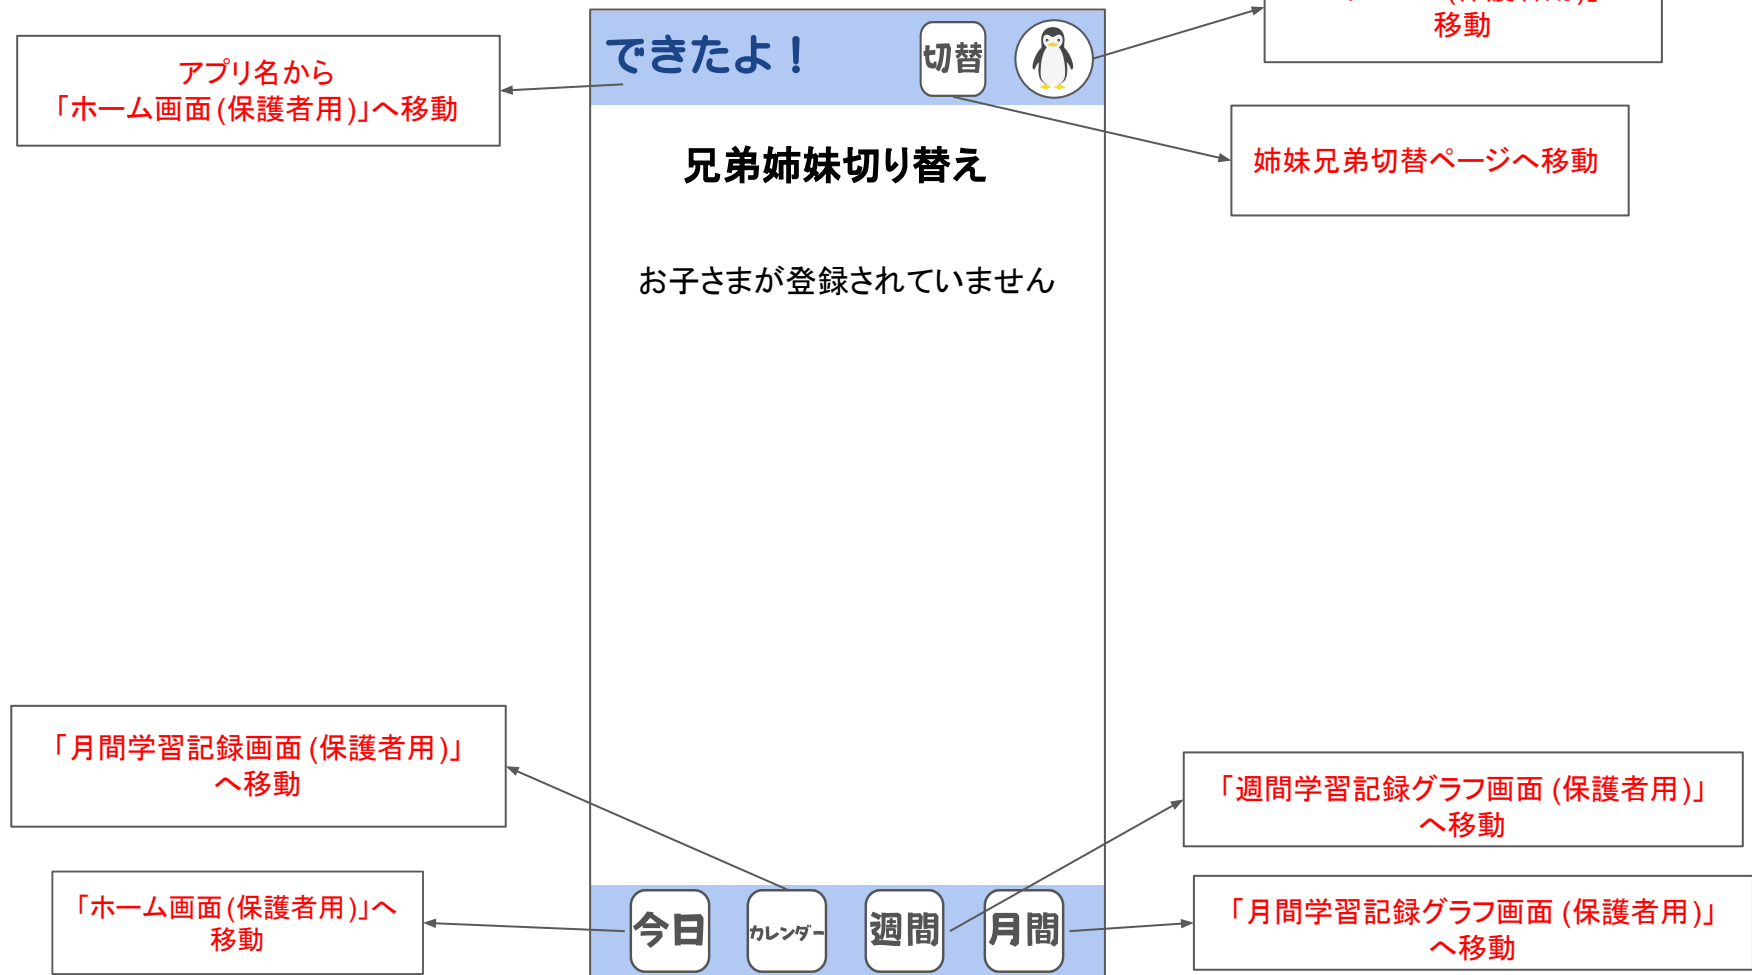 移動
アプリ名から
「ホーム画面(保護者用)」へ移動
できたよ！
切替
姉妹兄弟切替ページへ移動
兄弟姉妹切り替え
お子さまが登録されていません
「月間学習記録画面(保護者用)」
へ移動
「週間学習記録グラフ画面(保護者用)」
へ移動
「ホーム画面(保護者用)」へ
移動
今日
カレンダー
週間
月間
「月間学習記録グラフ画面(保護者用)」
へ移動